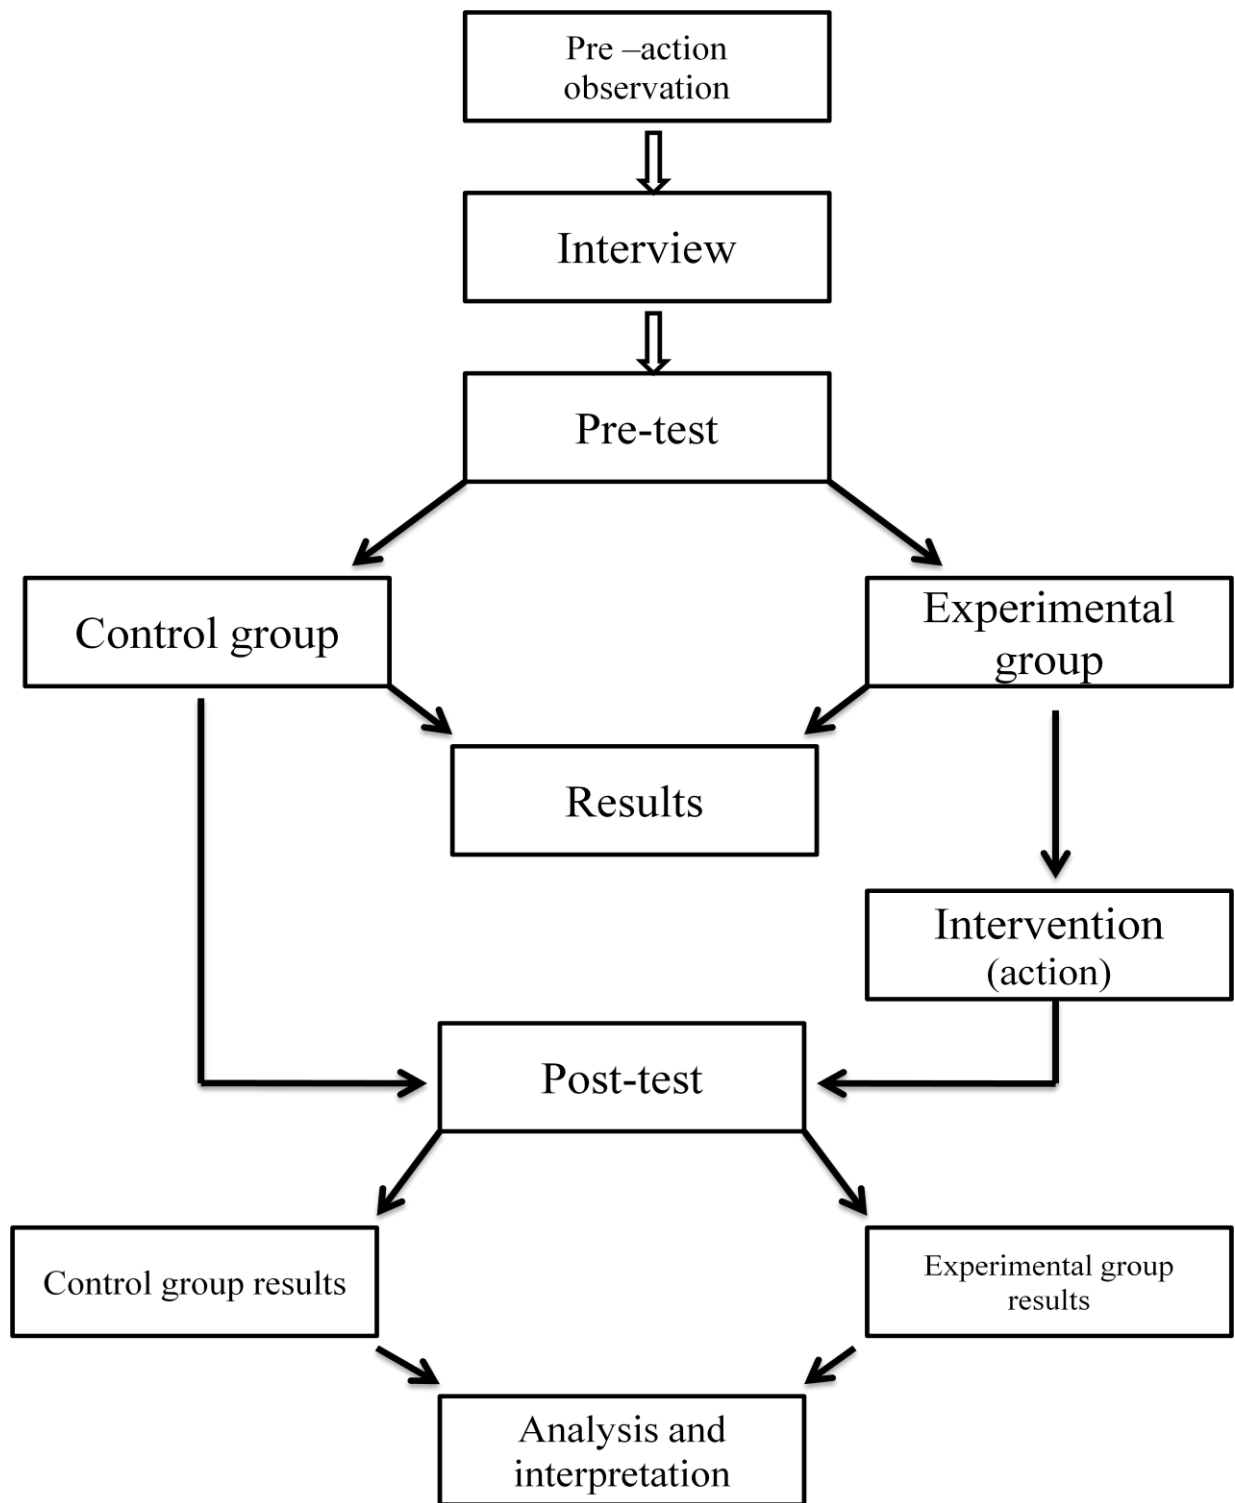 Pre –action
observation
Interview
Pre-test
Control group
Experimental
group
Results
Intervention
(action)
Post-test
Control group results
Experimental group
results
Analysis and
interpretation